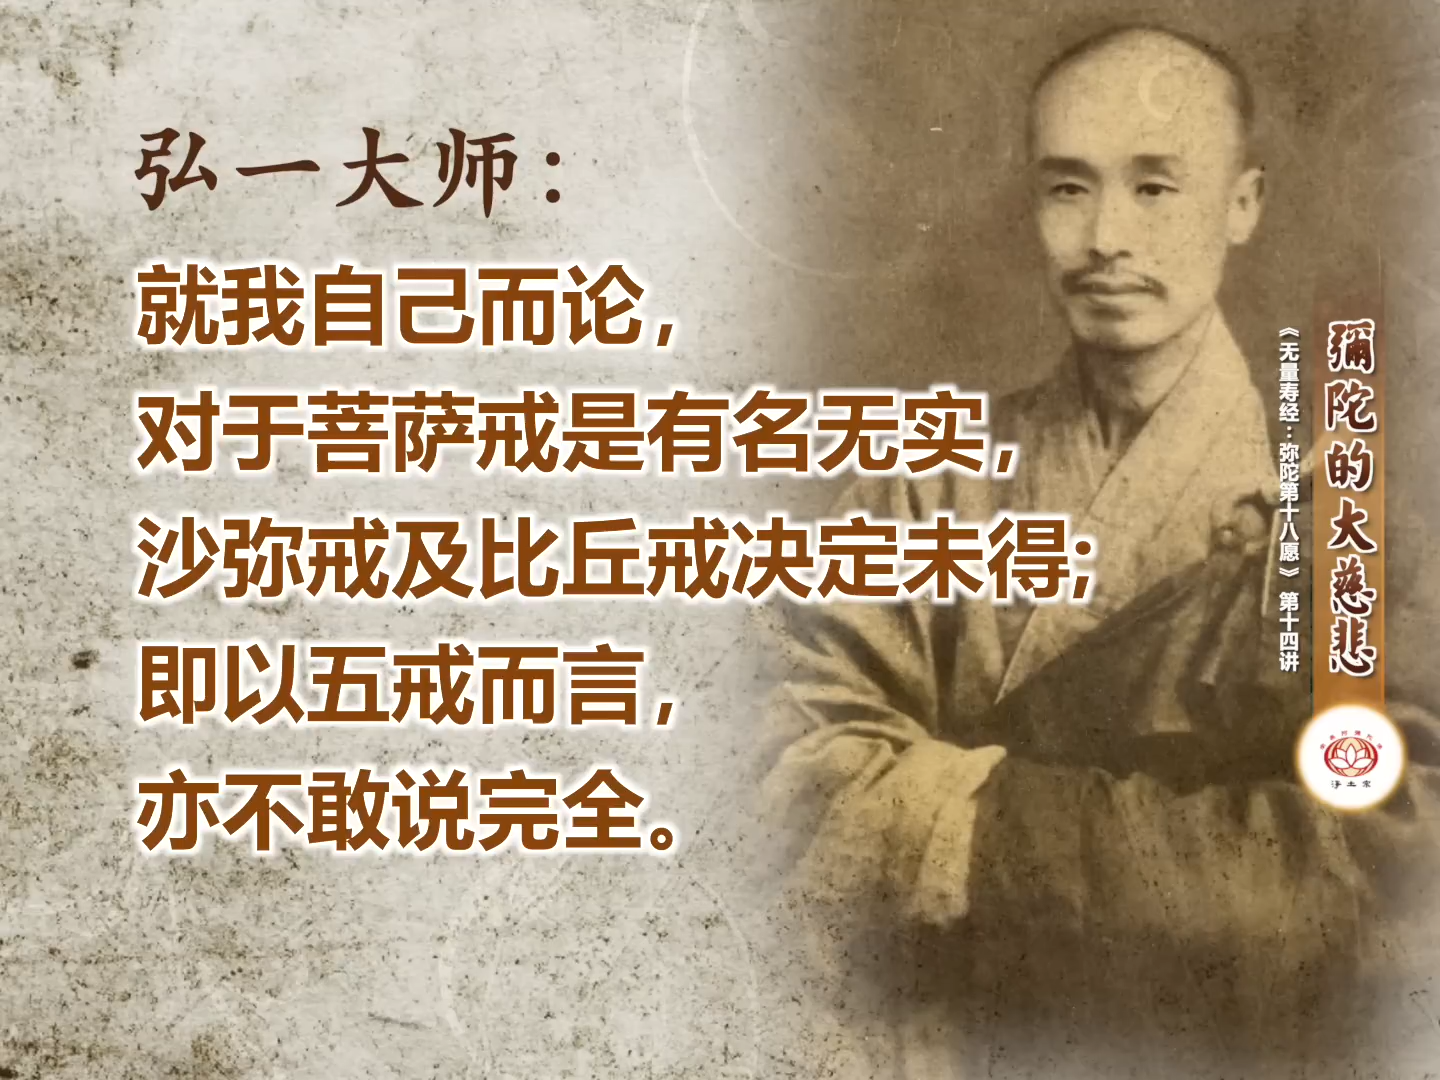 弘一大师：
就我自己而论，
对于菩萨戒是有名无实，
沙弥戒及比丘戒决定未得；
即以五戒而言，
亦不敢说完全。
彌陀的大慈悲
《无量寿经：弥陀第十八愿》 第十四讲
净土宗